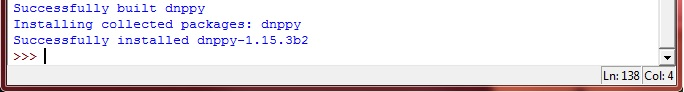 Successfully built dnppy
Installing collected packages: dnppy
Successfully installed dnppy-1.15.3b2
>>>
Ln: 138 Col: 4